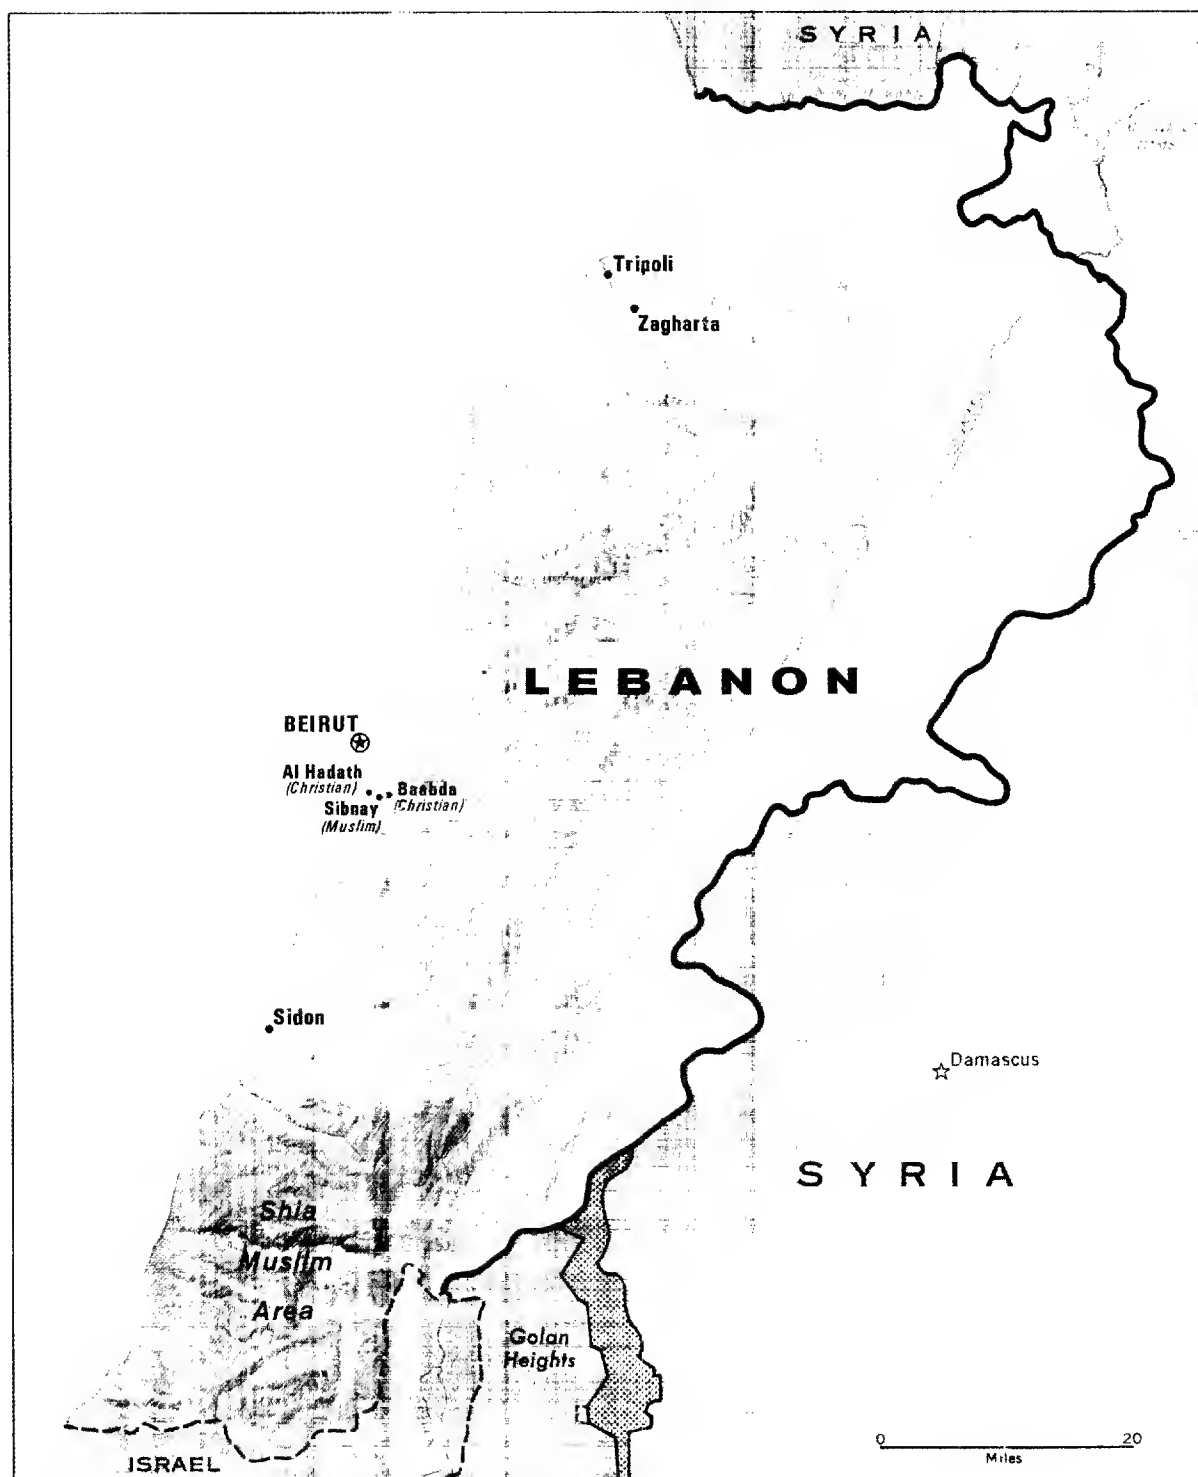 SYRIA
Tripoli
Zagharta
LEBANON
BEIRUT
Al Hadath
(Christian)
Baabda
(Christian)
Sibnay
(Muslim)
Sidon
Damascus
SYRIA
Shia
Muslim
Area
Golan
Heights
ISRAEL
0 20
Miles